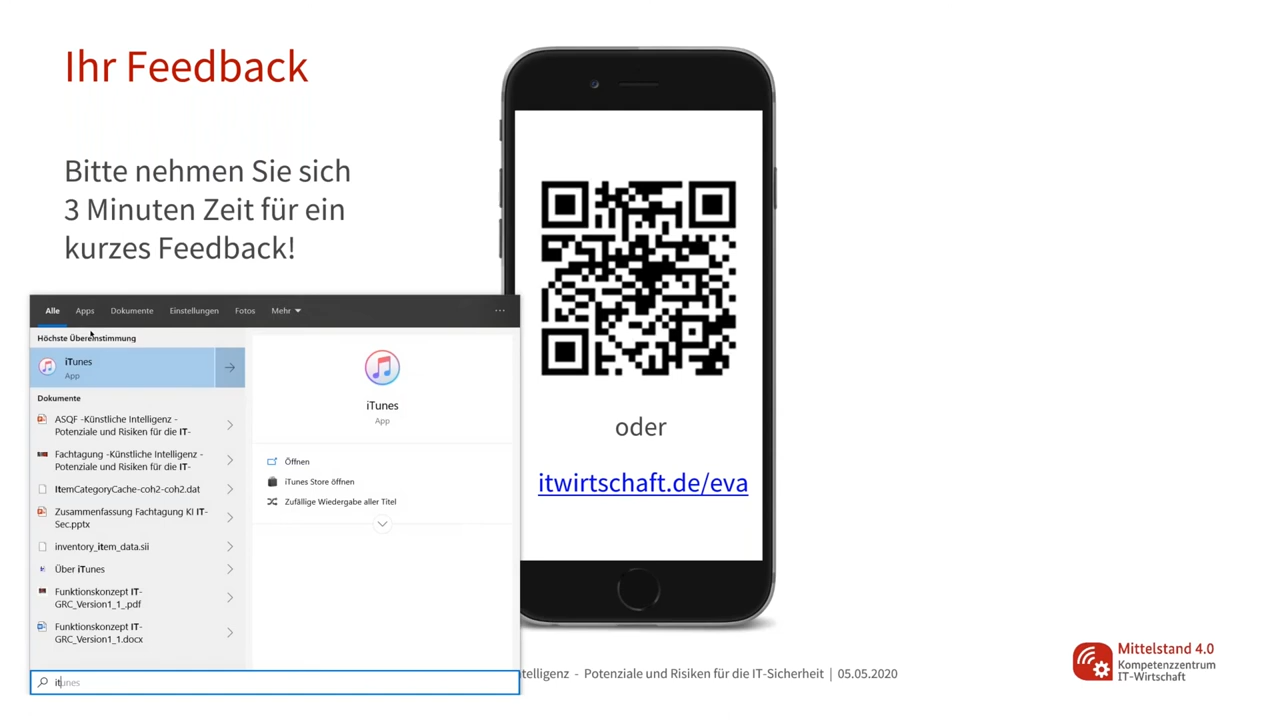 Ihr Feedback
Bitte nehmen Sie sich
3 Minuten Zeit für ein
kurzes Feedback!
oder
itwirtschaft.de/eva
Alle Apps Dokumente Einstellungen Fotos Mehr
Höchste Übereinstimmung
iTunes
App
Dokumente
ASQF -Künstliche Intelligenz -
Potenziale und Risiken für die IT-
Fachtagung -Künstliche Intelligenz -
Potenziale und Risiken für die IT-
ItemCategoryCache-coh2-coh2.dat
Zusammenfassung Fachtagung KI IT-
Sec.pptx
inventory_item_data.sii
Über iTunes
Funktionskonzept IT-
GRC_Version1_1_.pdf
Funktionskonzept IT-
GRC_Version1_1.docx
iTunes
App
Öffnen
iTunes Store öffnen
Zufällige Wiedergabe aller Titel
itunes
ntelligenz - Potenziale und Risiken für die IT-Sicherheit | 05.05.2020
Mittelstand 4.0
Kompetenzzentrum
IT-Wirtschaft